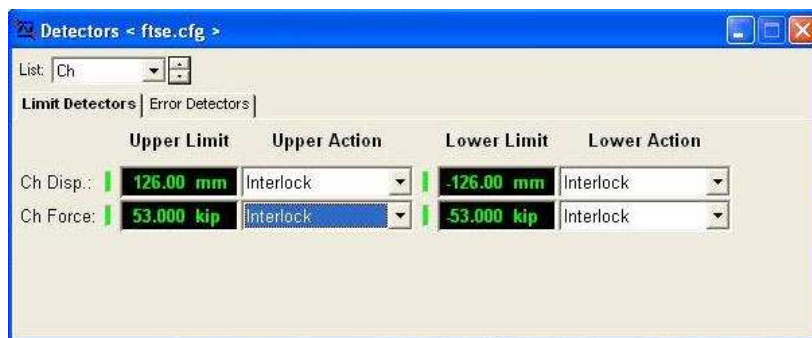 Detectors < ftse.cfg >
List: Ch
Limit Detectors Error Detectors
Upper Limit Upper Action Lower Limit Lower Action
Ch Disp.: 126.00 mm Interlock -126.00 mm Interlock
Ch Force: 53.000 kip Interlock -53.000 kip Interlock